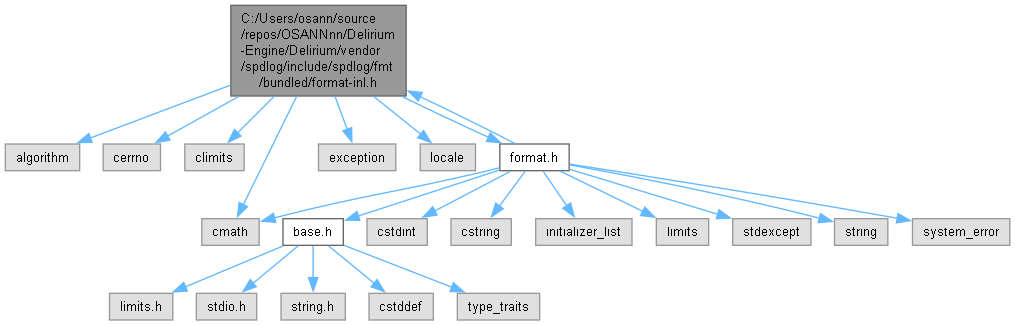 C:/Users/osann/source
/repos/OSANNnn/Delirium
-Engine/Delirium/vendor
/spdlog/include/spdlog/fmt
/bundled/format-inl.h
algorithm
cerrno
climits
exception
locale
format.h
cmath
base.h
cstdint
cstring
initializer_list
limits
stdexcept
string
system_error
limits.h
stdio.h
string.h
cstddef
type_traits